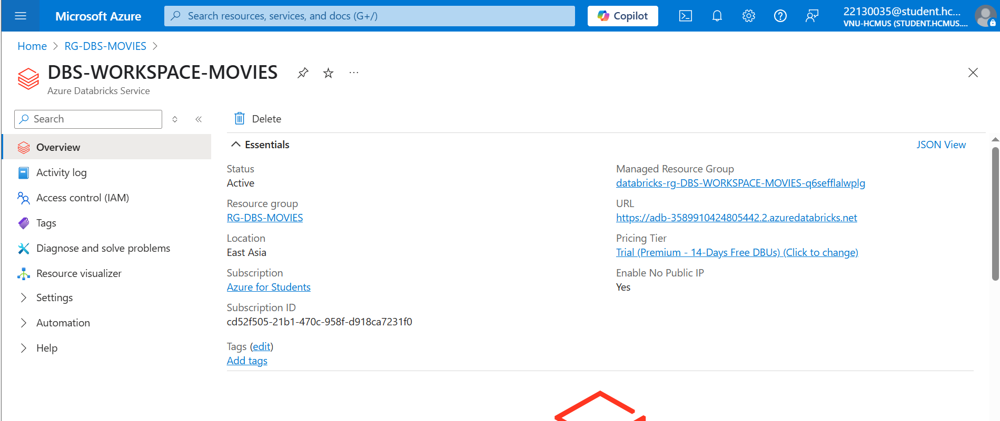 Microsoft Azure
Search resources, services, and docs (G+/)
Copilot
22130035@student.hc...
VNU-HCMUS (STUDENT.HCMUS....
Home > RG-DBS-MOVIES >
DBS-WORKSPACE-MOVIES
Azure Databricks Service
Search
Overview
Activity log
Access control (IAM)
Tags
Diagnose and solve problems
Resource visualizer
Settings
Automation
Help
Delete
Essentials
JSON View
Status
Active
Resource group
RG-DBS-MOVIES
Location
East Asia
Subscription
Azure for Students
Subscription ID
cd52f505-21b1-470c-958f-d918ca7231f0
Tags (edit)
Add tags
Managed Resource Group
databricks-rg-DBS-WORKSPACE-MOVIES-q6sefflalwplg
URL
https://adb-3589910424805442.2.azuredatabricks.net
Pricing Tier
Trial (Premium - 14-Days Free DBUs) (Click to change)
Enable No Public IP
Yes